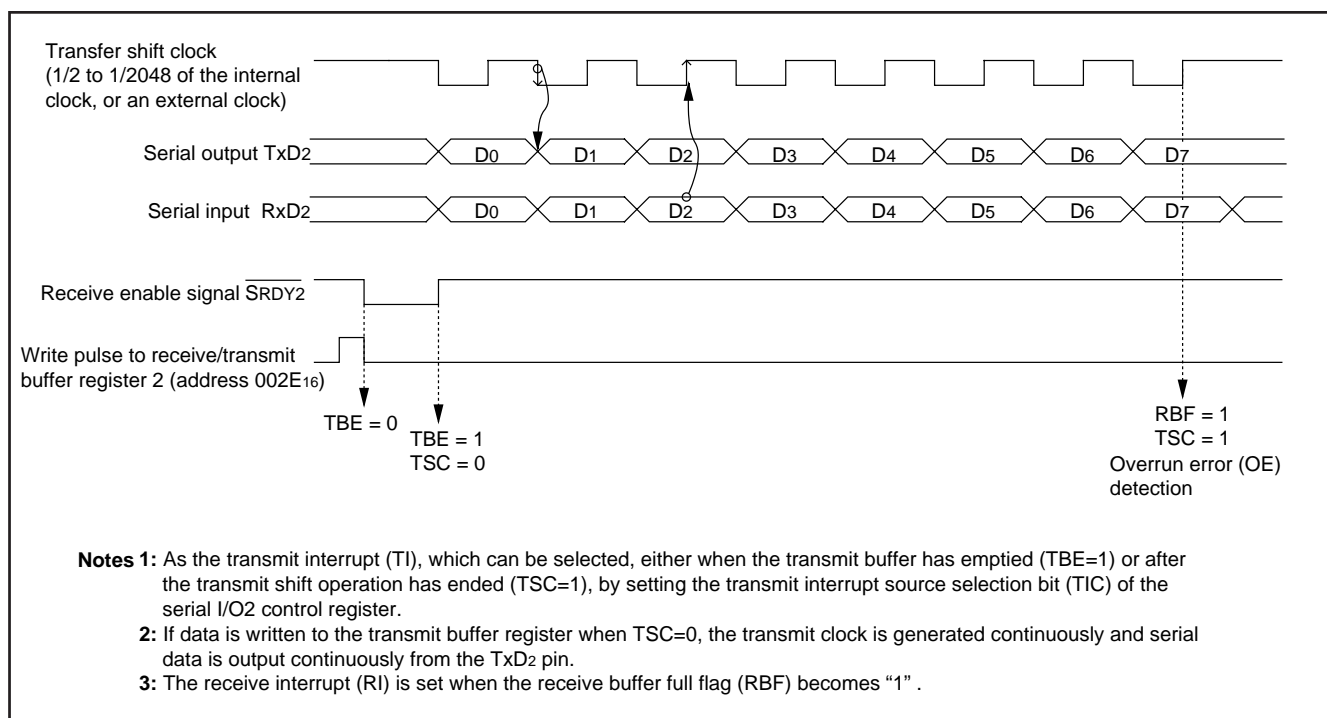 Transfer shift clock
(1/2 to 1/2048 of the internal
clock, or an external clock)
Serial output TxD2
D0 D1 D2 D3 D4 D5 D6 D7
Serial input RxD2
D0 D1 D2 D3 D4 D5 D6 D7
Receive enable signal SRDY2
Write pulse to receive/transmit
buffer register 2 (address 002E16)
TBE = 0
TBE = 1
TSC = 0
RBF = 1
TSC = 1
Overrun error (OE)
detection
Notes 1: As the transmit interrupt (TI), which can be selected, either when the transmit buffer has emptied (TBE=1) or after
the transmit shift operation has ended (TSC=1), by setting the transmit interrupt source selection bit (TIC) of the
serial I/O2 control register.
2: If data is written to the transmit buffer register when TSC=0, the transmit clock is generated continuously and serial
data is output continuously from the TxD2 pin.
3: The receive interrupt (RI) is set when the receive buffer full flag (RBF) becomes “1” .